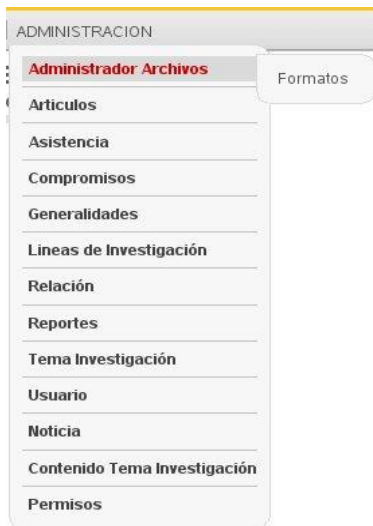 ADMINISTRACION
Administrador Archivos
Formatos
Articulos
Asistencia
Compromisos
Generalidades
Lineas de Investigación
Relación
Reportes
Tema Investigación
Usuario
Noticia
Contenido Tema Investigación
Permisos